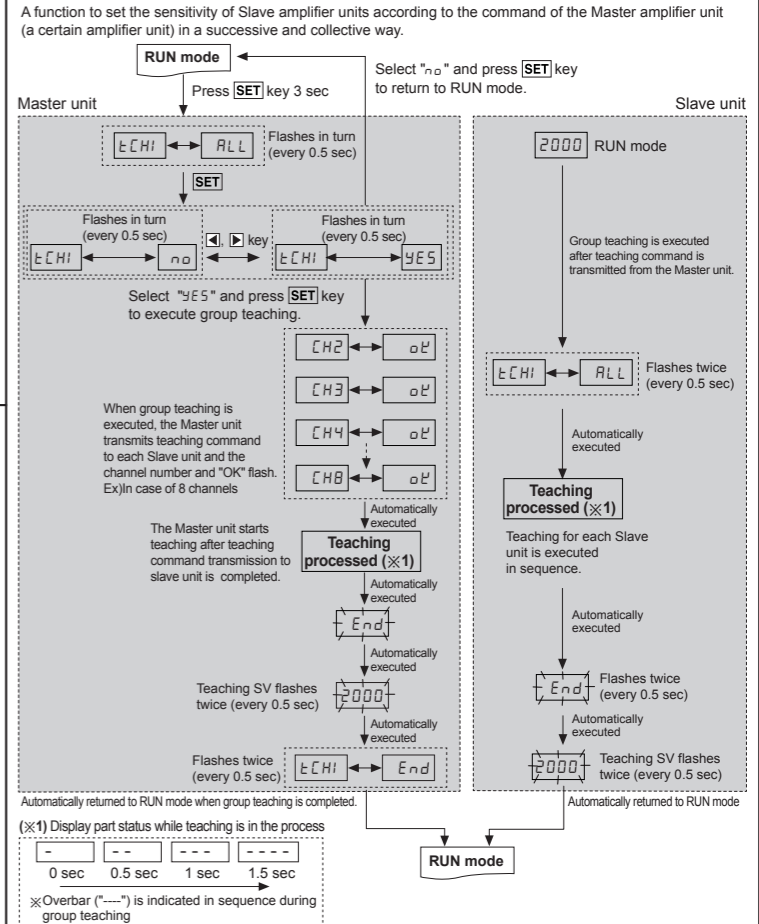 A function to set the sensitivity of Slave amplifier units according to the command of the Master amplifier unit
(a certain amplifier unit) in a successive and collective way.
RUN mode
Select "no" and press SET key
to return to RUN mode.
Press SET key 3 sec
Master unit
Slave unit
tCH1 ALL
Flashes in turn
(every 0.5 sec)
SET
Flashes in turn
(every 0.5 sec)
tCH1 no
◀, ▶ key
Flashes in turn
(every 0.5 sec)
tCH1 YES
Select "YES" and press SET key
to execute group teaching.
CH2 oK
CH3 oK
CH4 oK
CH8 oK
When group teaching is
executed, the Master unit
transmits teaching command
to each Slave unit and the
channel number and "OK" flash.
Ex)In case of 8 channels
Automatically
executed
The Master unit starts
teaching after teaching
command transmission to
slave unit is completed.
Teaching
processed (※1)
Automatically
executed
End
Automatically
executed
Teaching SV flashes
twice (every 0.5 sec)
2000
Automatically
executed
Flashes twice
(every 0.5 sec)
tCH1 End
Automatically returned to RUN mode when group teaching is completed.
2000 RUN mode
Group teaching is executed
after teaching command is
transmitted from the Master unit.
tCH1 ALL
Flashes twice
(every 0.5 sec)
Automatically
executed
Teaching
processed (※1)
Teaching for each Slave
unit is executed
in sequence.
Automatically
executed
End
Flashes twice
(every 0.5 sec)
Automatically
executed
2000
Teaching SV flashes
twice (every 0.5 sec)
Automatically returned to RUN mode
RUN mode
(※1) Display part status while teaching is in the process
- -- --- ----
0 sec 0.5 sec 1 sec 1.5 sec
※Overbar ("----") is indicated in sequence during
group teaching